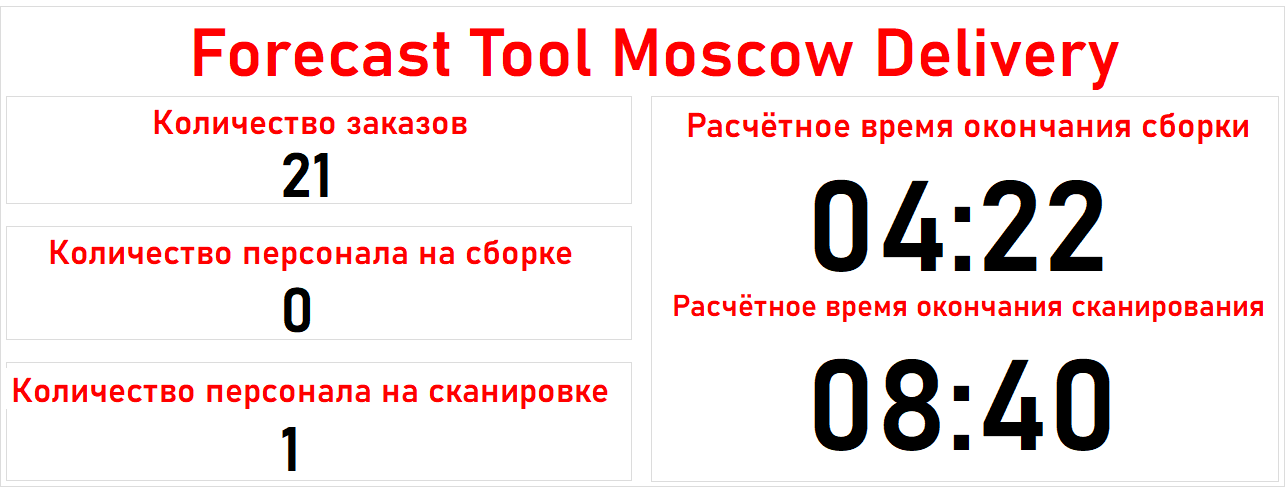 Forecast Tool Moscow Delivery
Количество заказов
21
Количество персонала на сборке
0
Количество персонала на сканировке
1
Расчётное время окончания сборки
04:22
Расчётное время окончания сканирования
08:40